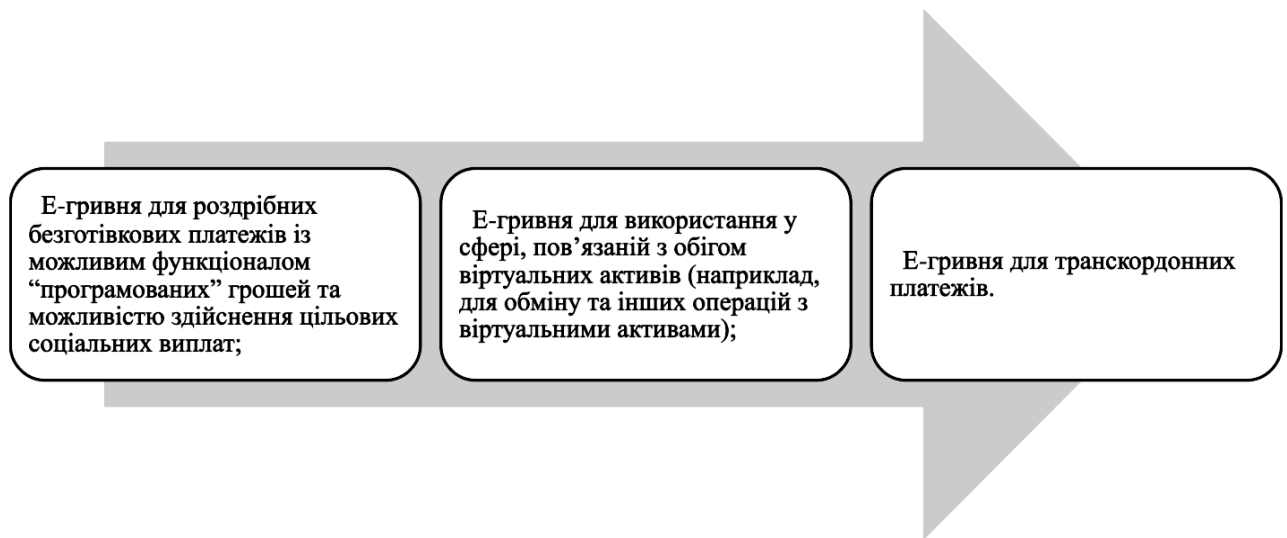 Е-гривня для роздрібних
безготівкових платежів із
можливим функціоналом
“програмованих” грошей та
можливістю здійснення цільових
соціальних виплат;
Е-гривня для використання у
сфері, пов’язаній з обігом
віртуальних активів (наприклад,
для обміну та інших операцій з
віртуальними активами);
Е-гривня для транскордонних
платежів.